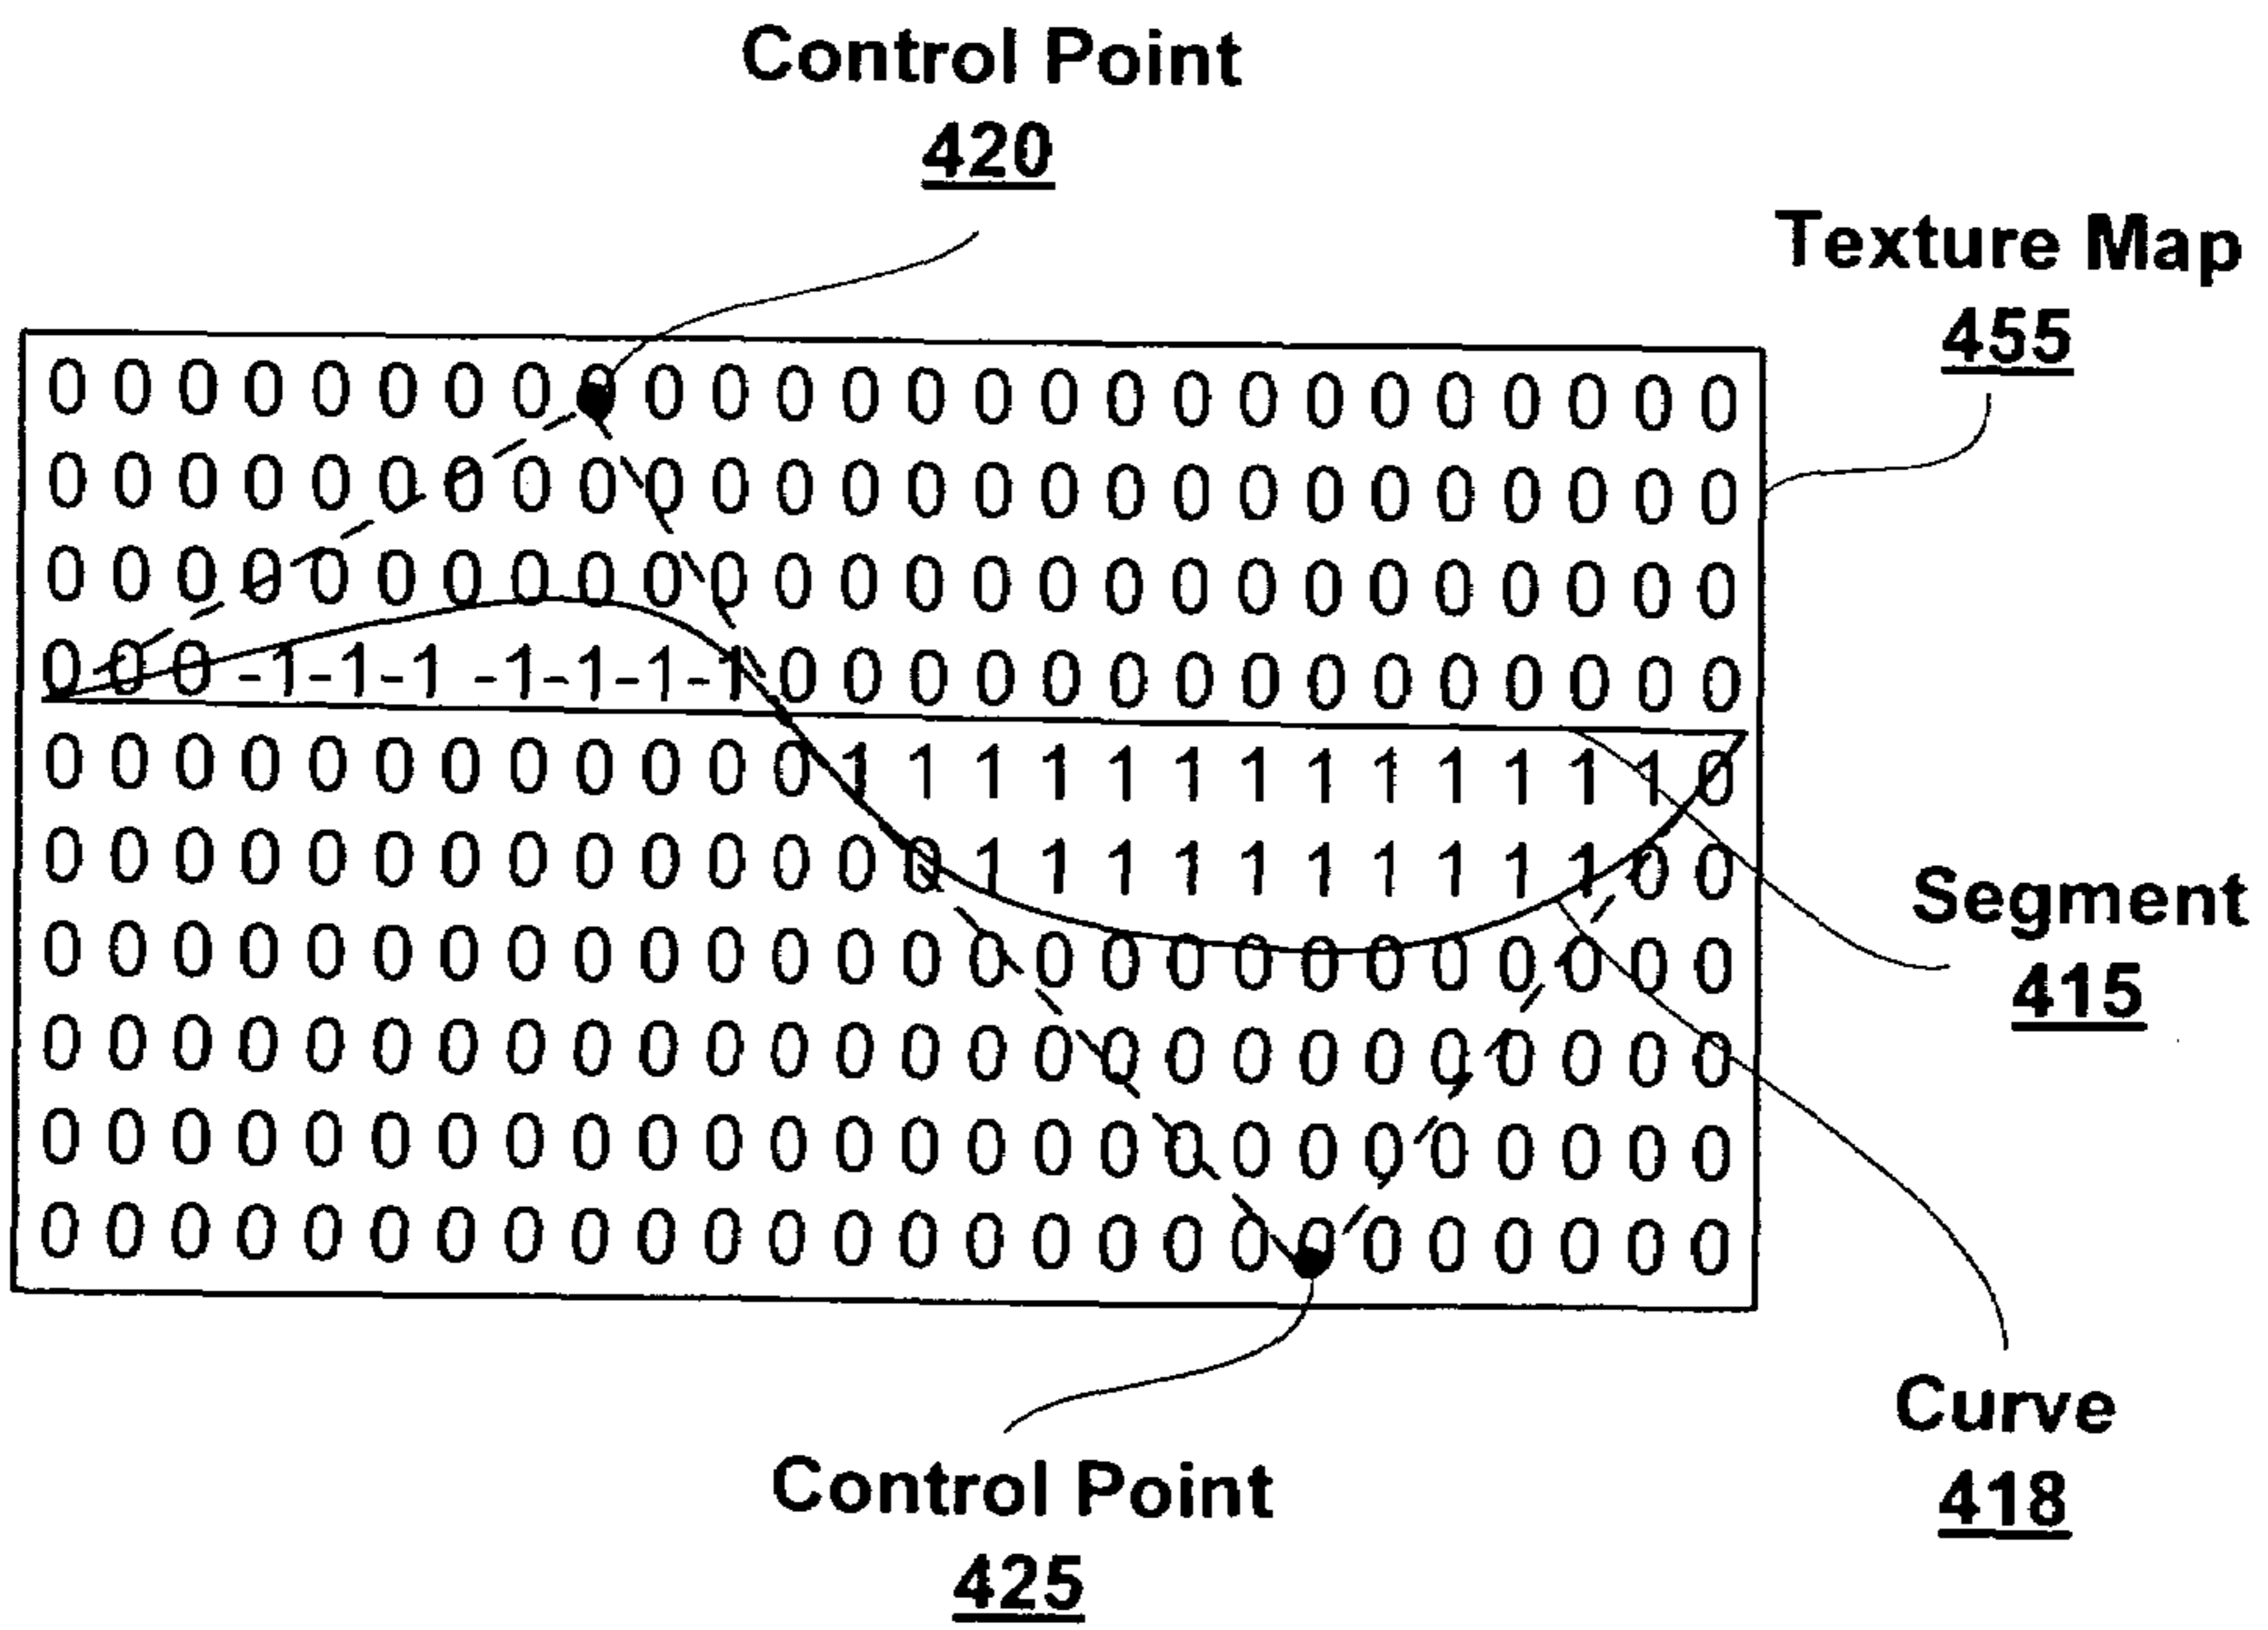 Control Point
420
Texture Map
455
0 0 0 0 0 0 0 0 0 0 0 0 0 0 0 0 0 0 0 0 0 0 0 0 0 0
0 0 0 0 0 0 0 0 0 0 0 0 0 0 0 0 0 0 0 0 0 0 0 0 0 0
0 0 0 0 0 0 0 0 0 0 0 0 0 0 0 0 0 0 0 0 0 0 0 0 0 0
0 0 0 -1-1-1 -1-1-1-1 0 0 0 0 0 0 0 0 0 0 0 0 0 0 0
0 0 0 0 0 0 0 0 0 0 0 0 1 1 1 1 1 1 1 1 1 1 1 1 1 0
0 0 0 0 0 0 0 0 0 0 0 0 0 0 1 1 1 1 1 1 1 1 1 1 0 0
0 0 0 0 0 0 0 0 0 0 0 0 0 0 0 0 0 0 0 0 0 0 0 0 0 0
0 0 0 0 0 0 0 0 0 0 0 0 0 0 0 0 0 0 0 0 0 0 0 0 0 0
0 0 0 0 0 0 0 0 0 0 0 0 0 0 0 0 0 0 0 0 0 0 0 0 0 0
0 0 0 0 0 0 0 0 0 0 0 0 0 0 0 0 0 0 0 0 0 0 0 0 0 0
Segment
415
Curve
418
Control Point
425